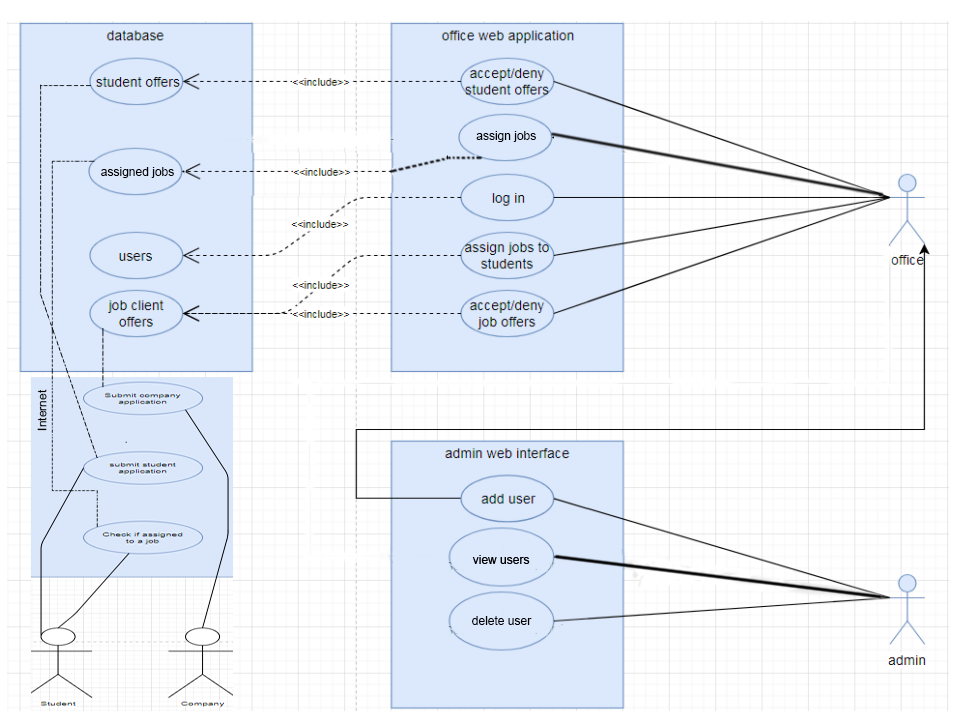 database
student offers
assigned jobs
users
job client
offers
<<include>>
<<include>>
<<include>>
<<include>>
<<include>>
office web application
accept/deny
student offers
assign jobs
log in
assign jobs to
students
accept/deny
job offers
office
Internet
Submit company
application
submit student
application
Check if assigned
to a job
Student
Company
admin web interface
add user
view users
delete user
admin